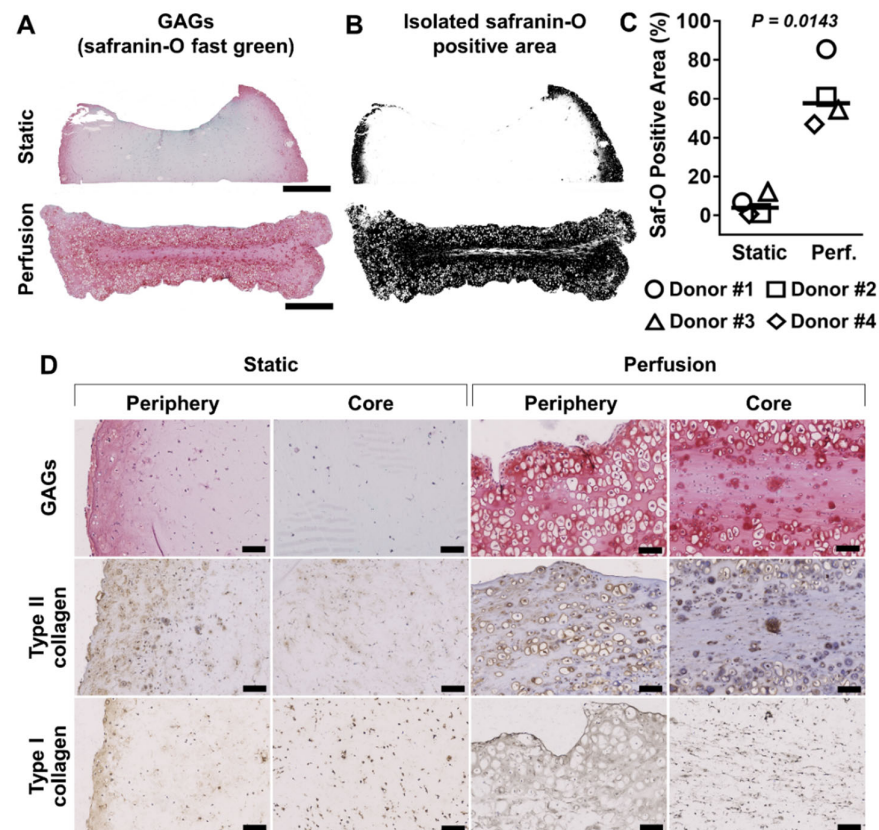 A
GAGs
(safranin-O fast green)
B
Isolated safranin-O
positive area
C
P = 0.0143
Saf-O Positive Area (%)
100
80
60
40
20
0
Static
Perf.
Donor #1
Donor #2
Donor #3
Donor #4
Static
Perfusion
D
Static
Perfusion
Periphery
Core
Periphery
Core
GAGs
Type II
collagen
Type I
collagen